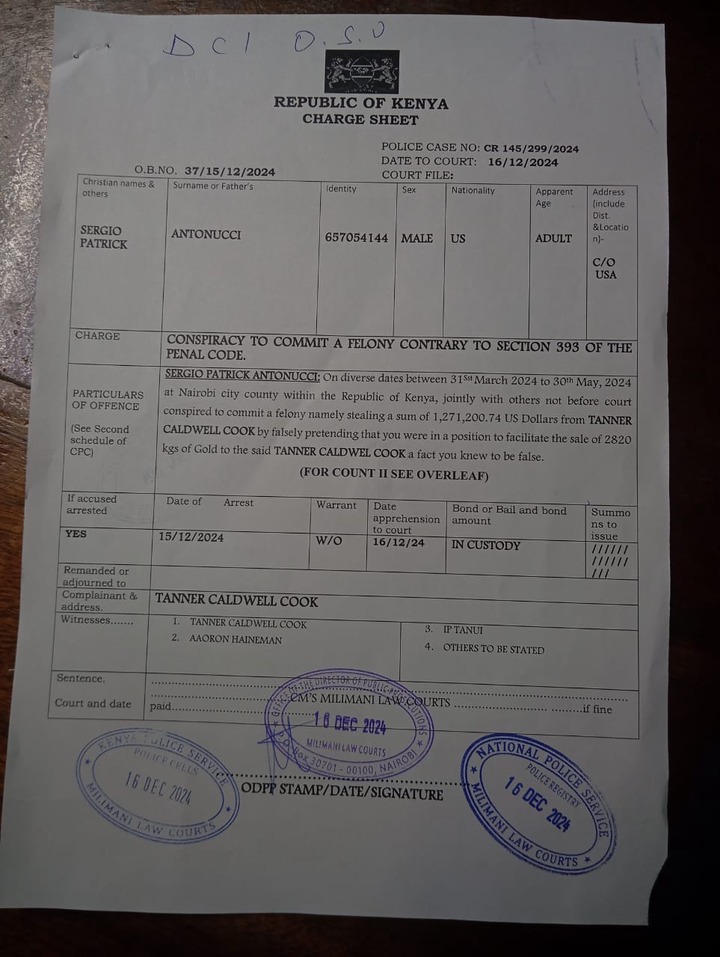 DCI O.S.U
REPUBLIC OF KENYA
CHARGE SHEET
POLICE CASE NO: CR 145/299/2024
DATE TO COURT: 16/12/2024
O.B.NO. 37/15/12/2024
COURT FILE:
Christian names & others
Surname or Father's
Identity
Sex
Nationality
Apparent Age
Address (include Dist. &Location)-
SERGIO PATRICK
ANTONUCCI
657054144
MALE
US
ADULT
C/O USA
CHARGE
CONSPIRACY TO COMMIT A FELONY CONTRARY TO SECTION 393 OF THE
PENAL CODE.
PARTICULARS OF OFFENCE
(See Second schedule of CPC)
SERGIO PATRICK ANTONUCCI: On diverse dates between 31Sst March 2024 to 30th May, 2024
at Nairobi city county within the Republic of Kenya, jointly with others not before court
conspired to commit a felony namely stealing a sum of 1,271,200.74 US Dollars from TANNER
CALDWELL COOK by falsely pretending that you were in a position to facilitate the sale of 2820
kgs of Gold to the said TANNER CALDWEL COOK a fact you knew to be false.
(FOR COUNT II SEE OVERLEAF)
If accused arrested
Date of Arrest
Warrant
Date apprehension to court
Bond or Bail and bond amount
Summons to issue
YES
15/12/2024
W/O
16/12/24
IN CUSTODY
//////
//////
///
Remanded or adjourned to
Complainant & address.
TANNER CALDWELL COOK
Witnesses.......
1. TANNER CALDWELL COOK
2. AAORON HAINEMAN
3. IP TANUI
4. OTHERS TO BE STATED
Sentence.
Court and date
CM'S MILIMANI LAW COURTS
paid
if fine
OFFICE OF THE DIRECTOR OF PUBLIC PROSECUTIONS
16 DEC 2024
MILIMANI LAW COURTS
P.O. Box 30701 - 00100, NAIROBI
ODPP STAMP/DATE/SIGNATURE
KENYA POLICE SERVICE
POLICE CELLS
16 DEC 2024
MILIMANI LAW COURTS
NATIONAL POLICE SERVICE
POLICE REGISTRY
16 DEC 2024
MILIMANI LAW COURTS